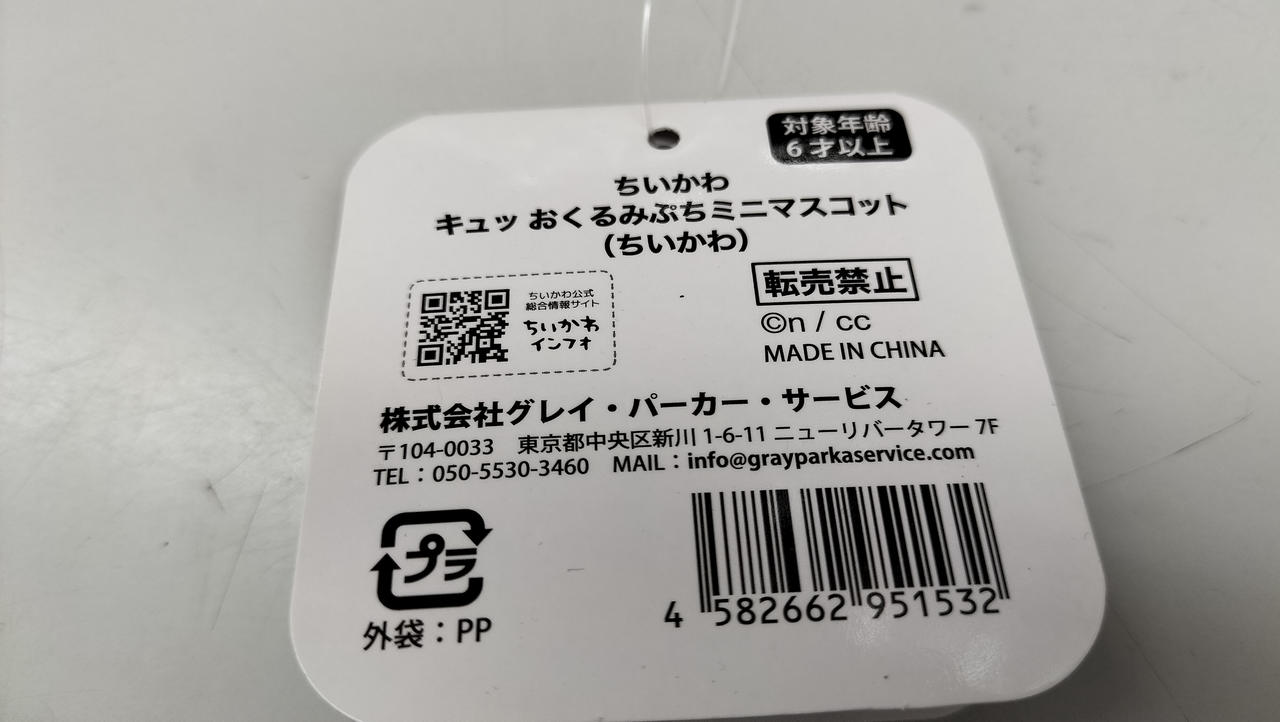 対象年齢
6才以上
ちいかわ
キュッ おくるみぷちミニマスコット
(ちいかわ)
ちいかわ公式
総合情報サイト
ちいかわ
インフォ
転売禁止
©n / cc
MADE IN CHINA
株式会社グレイ・パーカー・サービス
〒104-0033 東京都中央区新川 1-6-11 ニューリバータワー 7F
TEL：050-5530-3460 MAIL：info@grayparkaservice.com
プラ
外袋：PP
4 582662 951532